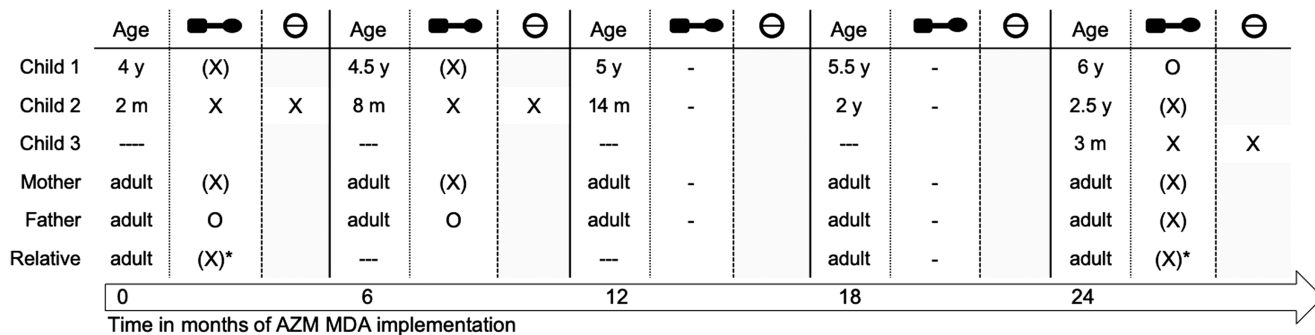 Age Age Age Age Age
Child 1 4 y (X) 4.5 y (X) 5 y - 5.5 y - 6 y O
Child 2 2 m X X 8 m X X 14 m - 2 y - 2.5 y (X)
Child 3 ---- --- --- --- 3 m X X
Mother adult (X) adult (X) adult - adult - adult (X)
Father adult O adult O adult - adult - adult (X)
Relative adult (X)* --- --- adult - adult (X)*
0 6 12 18 24
Time in months of AZM MDA implementation